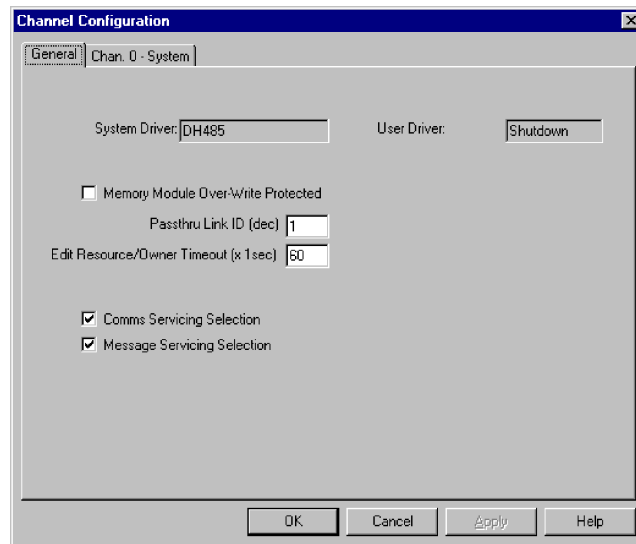 Channel Configuration
General Chan. 0 - System
System Driver: DH485 User Driver: Shutdown
Memory Module Over-Write Protected
Passthru Link ID (dec) 1
Edit Resource/Owner Timeout (x 1sec) 60
Comms Servicing Selection
Message Servicing Selection
OK Cancel Apply Help